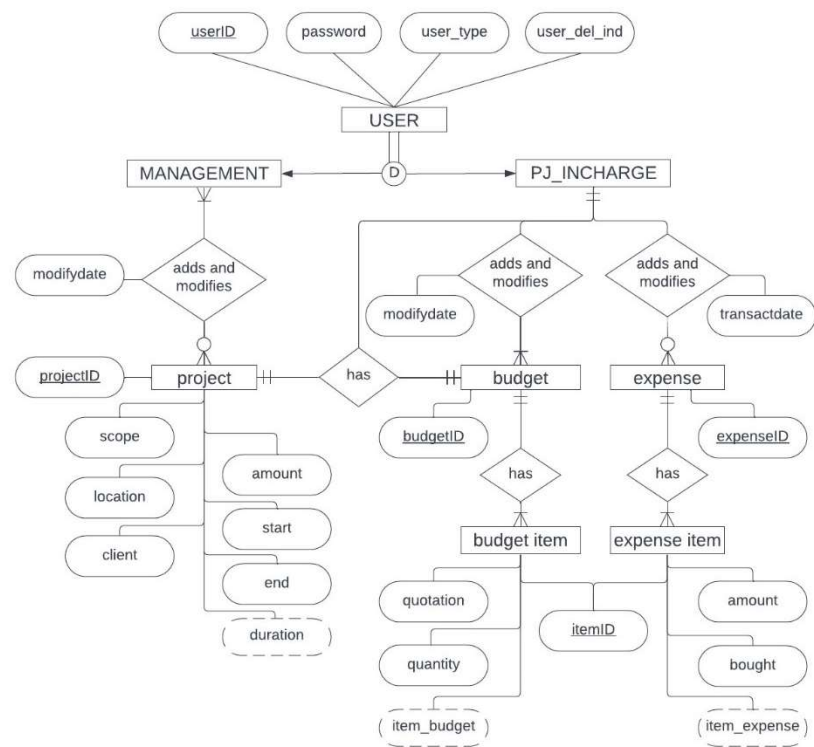 userID
password
user_type
user_del_ind
USER
MANAGEMENT
D
PJ_INCHARGE
modifydate
adds and
modifies
adds and
modifies
adds and
modifies
modifydate
transactdate
projectID
project
has
budget
expense
scope
budgetID
expenseID
amount
location
has
has
start
client
budget item
expense item
end
quotation
amount
duration
itemID
quantity
bought
item_budget
item_expense